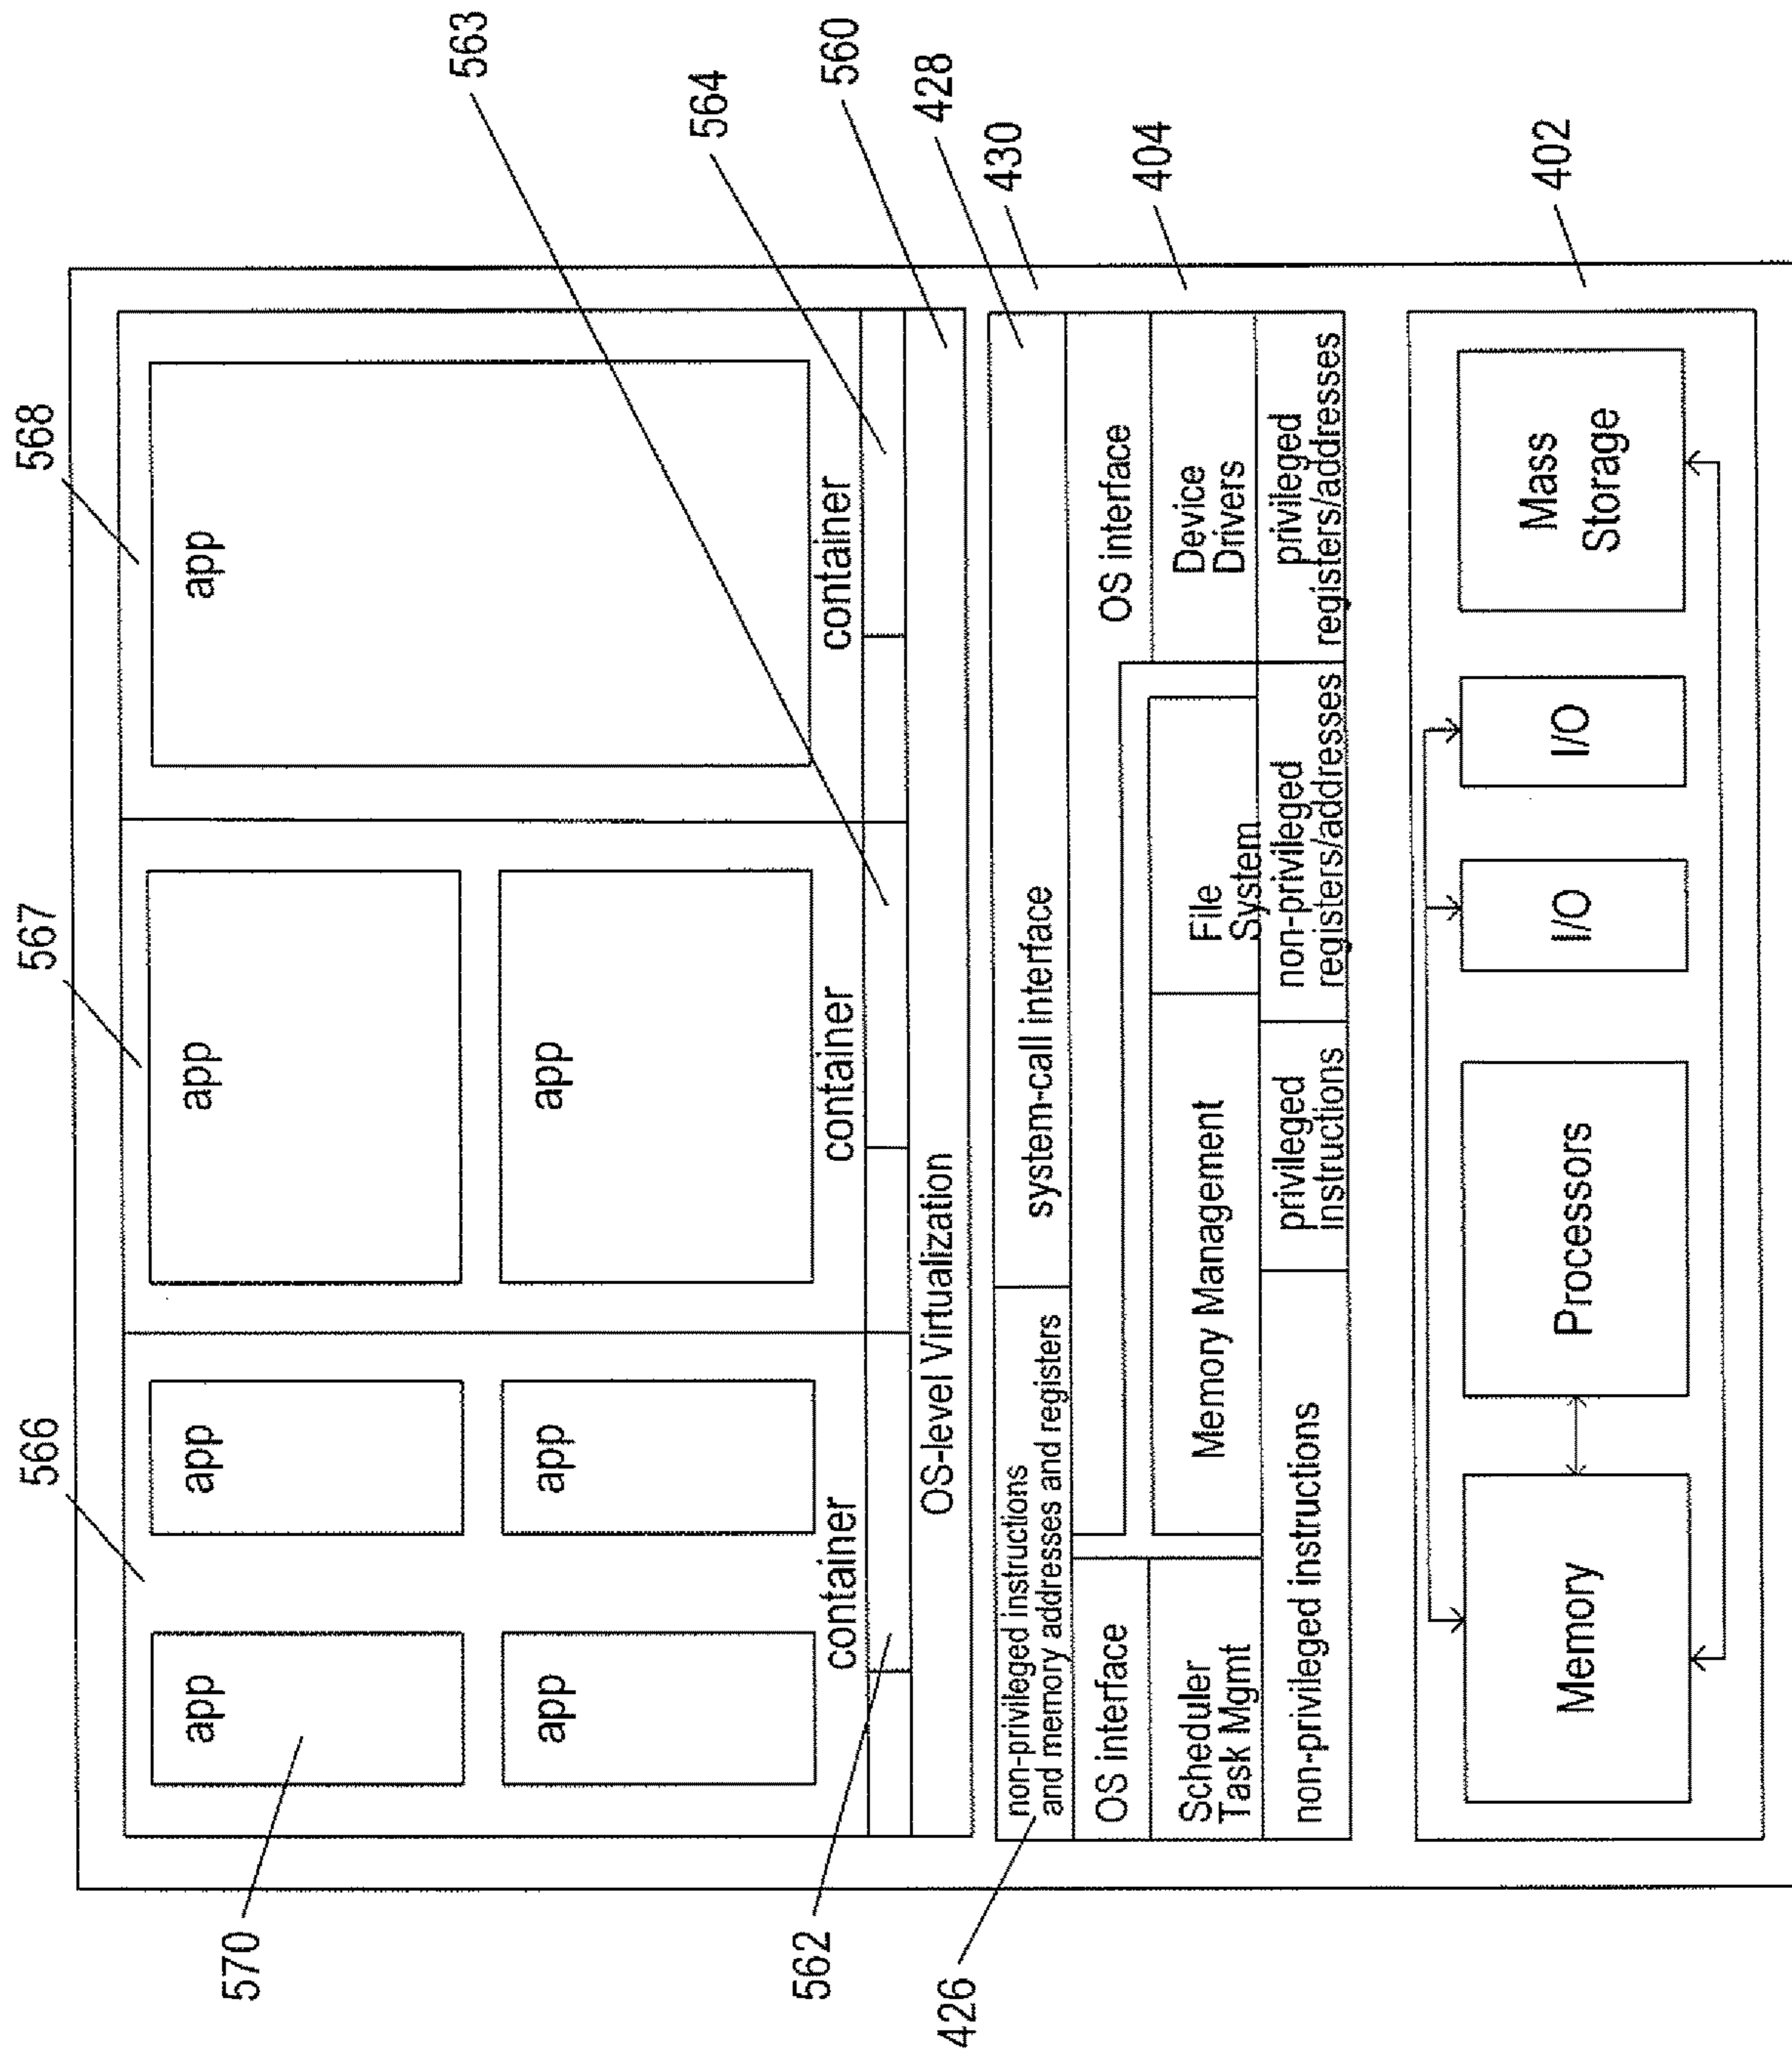 566
567
568
563
564
560
428
430
404
402
570
562
426
app
app
app
app
app
app
app
container
container
container
OS-level Virtualization
non-privileged instructions
and memory addresses and registers
system-call interface
OS interface
OS interface
Scheduler
Task Mgmt
Memory Management
File
System
Device
Drivers
non-privileged instructions
privileged
instructions
non-privileged
registers/addresses
privileged
registers/addresses
Memory
Processors
I/O
I/O
Mass
Storage